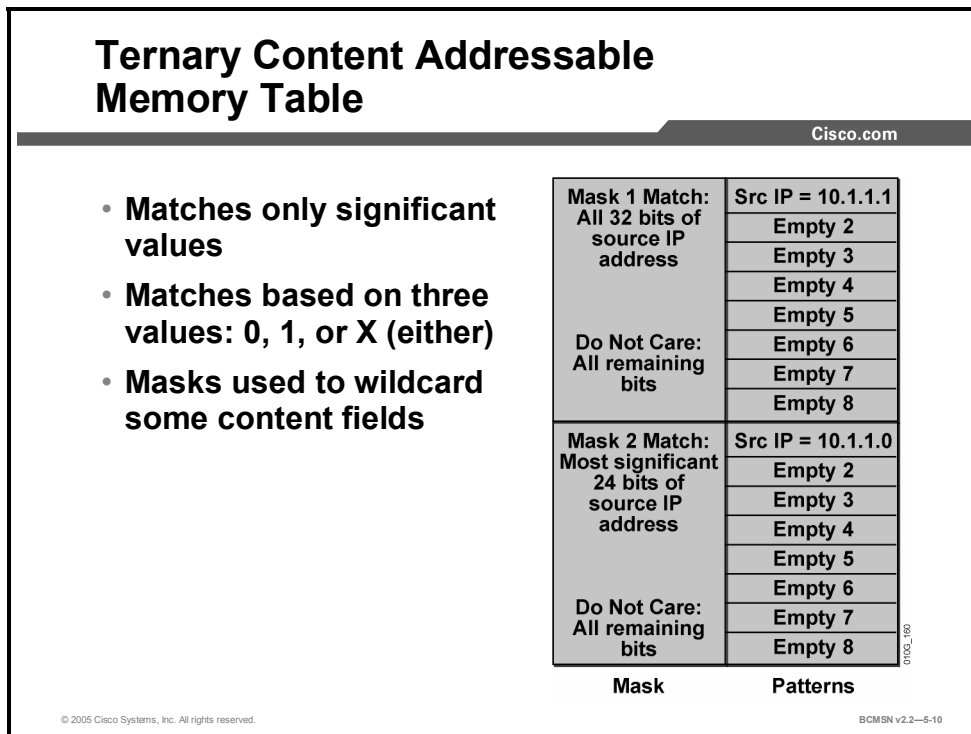 Ternary Content Addressable
Memory Table
Cisco.com
• Matches only significant
values
• Matches based on three
values: 0, 1, or X (either)
• Masks used to wildcard
some content fields
Mask 1 Match:
All 32 bits of
source IP
address
Do Not Care:
All remaining
bits
Src IP = 10.1.1.1
Empty 2
Empty 3
Empty 4
Empty 5
Empty 6
Empty 7
Empty 8
Mask 2 Match:
Most significant
24 bits of
source IP
address
Do Not Care:
All remaining
bits
Src IP = 10.1.1.0
Empty 2
Empty 3
Empty 4
Empty 5
Empty 6
Empty 7
Empty 8
Mask
Patterns
010G_160
© 2005 Cisco Systems, Inc. All rights reserved.
BCMSN v2.2—5-10